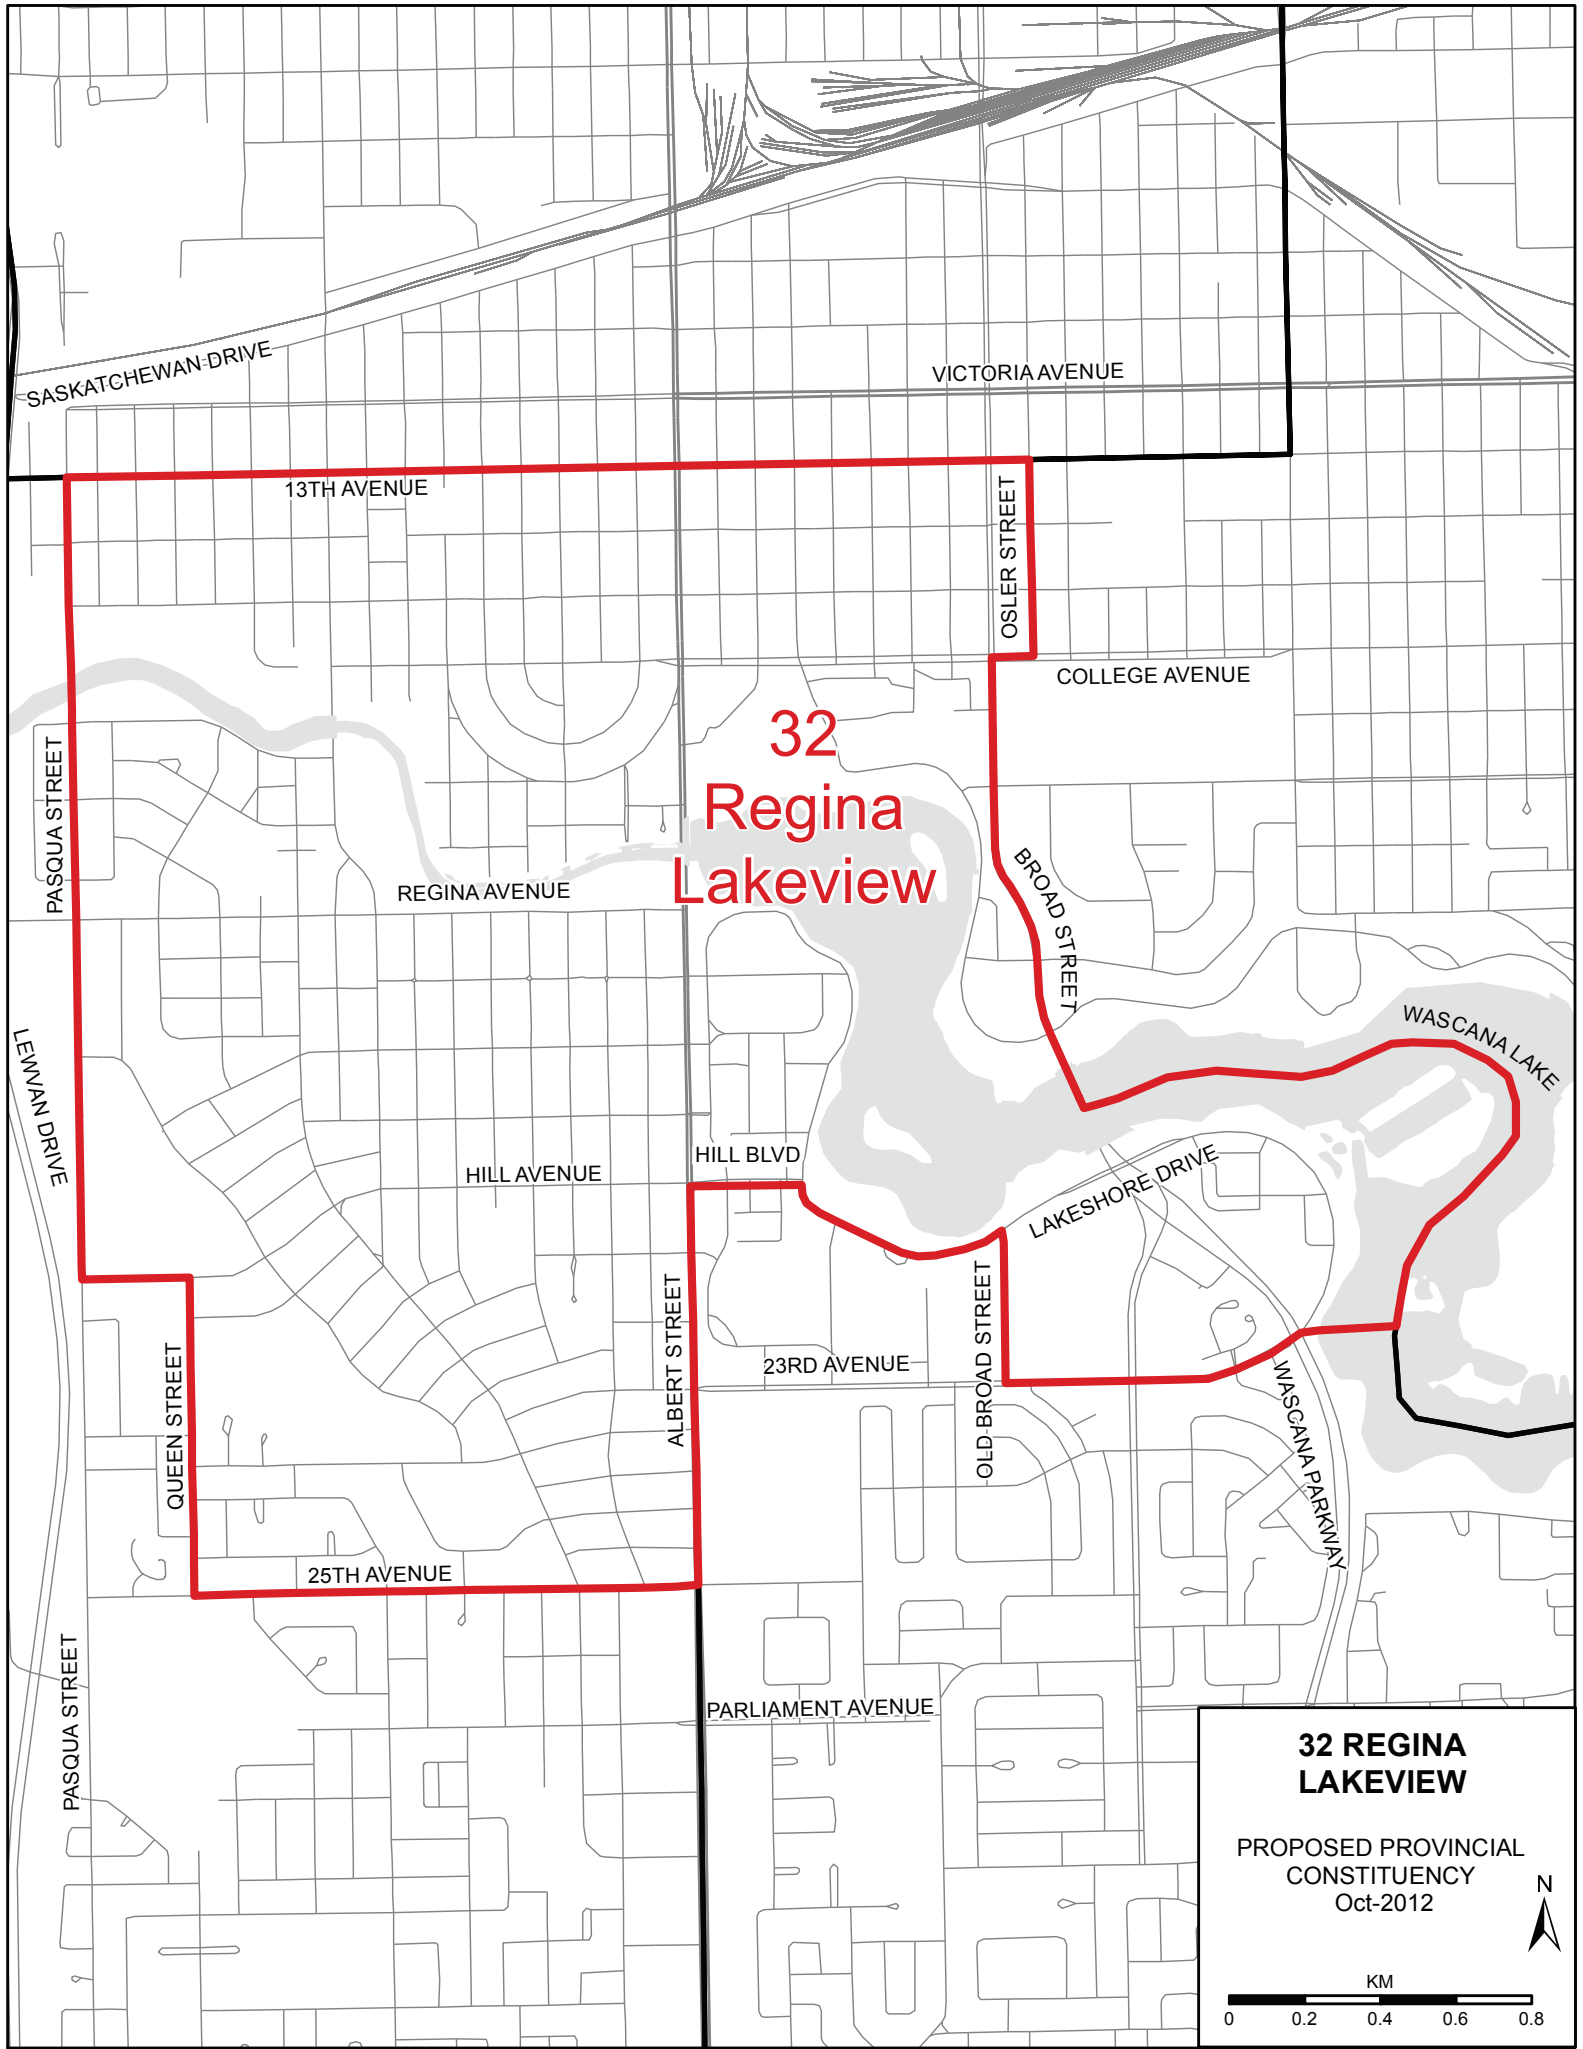 SASKATCHEWAN DRIVE
VICTORIA AVENUE
13TH AVENUE
OSLER STREET
COLLEGE AVENUE
32
Regina
Lakeview
PASQUA STREET
REGINA AVENUE
BROAD STREET
WASCANA LAKE
LEWVAN DRIVE
HILL AVENUE
HILL BLVD
LAKESHORE DRIVE
QUEEN STREET
ALBERT STREET
23RD AVENUE
OLD BROAD STREET
WASCANA PARKWAY
25TH AVENUE
PASQUA STREET
PARLIAMENT AVENUE
32 REGINA
LAKEVIEW
PROPOSED PROVINCIAL
CONSTITUENCY
Oct-2012
N
KM
0 0.2 0.4 0.6 0.8